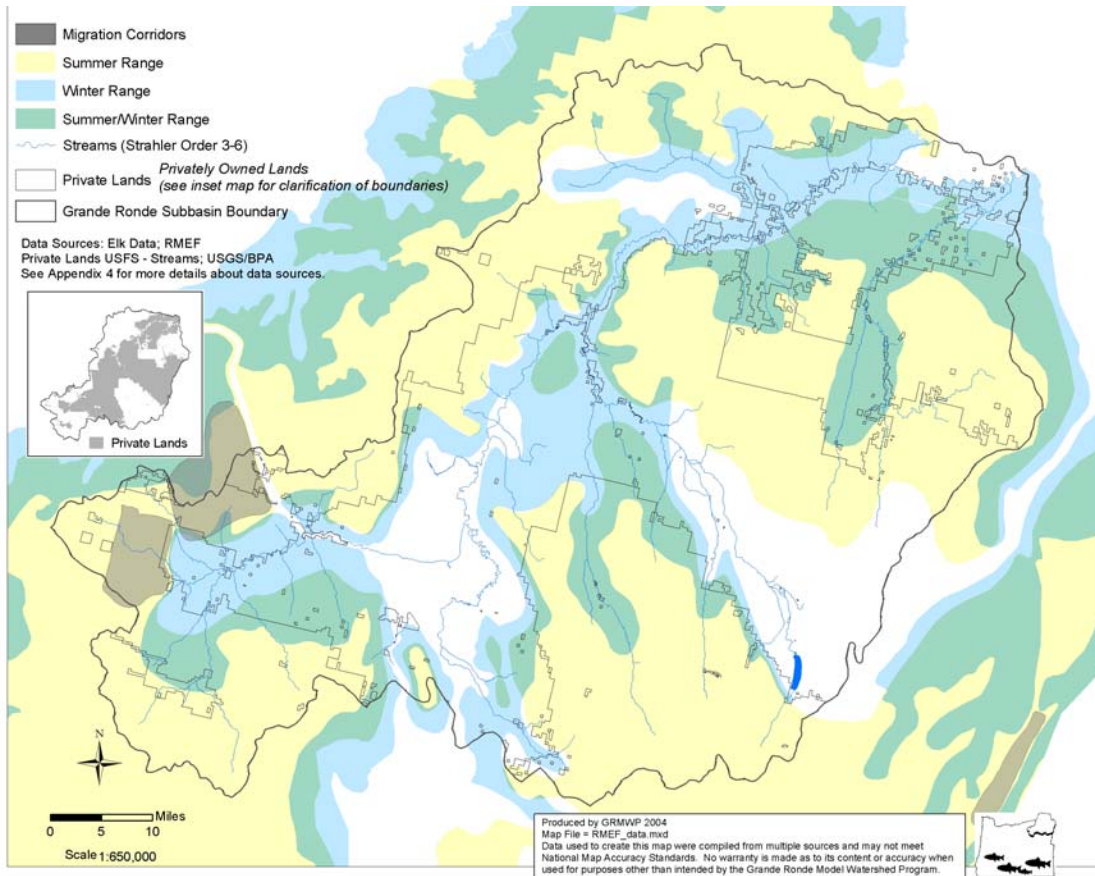 Migration Corridors
Summer Range
Winter Range
Summer/Winter Range
Streams (Strahler Order 3-6)
Private Lands Privately Owned Lands
(see inset map for clarification of boundaries)
Grande Ronde Subbasin Boundary
Data Sources: Elk Data; RMEF
Private Lands USFS - Streams; USGS/BPA
See Appendix 4 for more details about data sources.
Private Lands
N
Miles
0 5 10
Scale 1:650,000
Produced by GRMWP 2004
Map File = RMEF_data.mxd
Data used to create this map were compiled from multiple sources and may not meet
National Map Accuracy Standards. No warranty is made as to its content or accuracy when
used for purposes other than intended by the Grande Ronde Model Watershed Program.